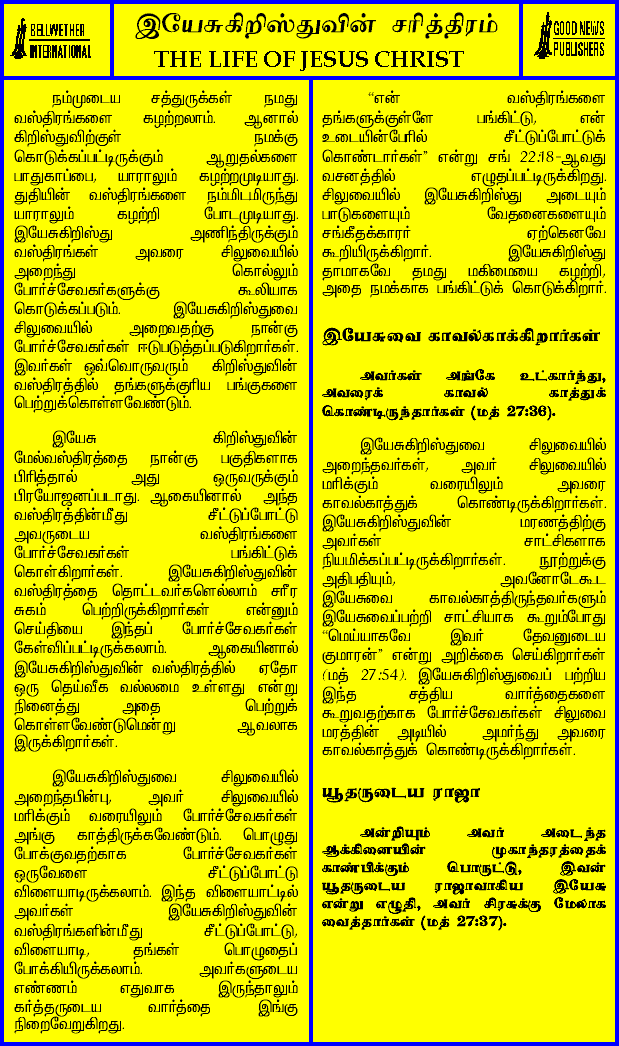 BELLWETHER
INTERNATIONAL
இயேசுகிறிஸ்துவின் சரித்திரம்
THE LIFE OF JESUS CHRIST
GOOD NEWS
PUBLISHERS
நம்முடைய சத்துருக்கள் நமது
வஸ்திரங்களை கழற்றலாம். ஆனால்
கிறிஸ்துவிற்குள் நமக்கு
கொடுக்கப்பட்டிருக்கும் ஆறுதல்களை
பாதுகாப்பை, யாராலும் கழற்றமுடியாது.
துதியின் வஸ்திரங்களை நம்மிடமிருந்து
யாராலும் கழற்றி போடமுடியாது.
இயேசுகிறிஸ்து அணிந்திருக்கும்
வஸ்திரங்கள் அவரை சிலுவையில்
அறைந்து கொல்லும்
போர்ச்சேவகர்களுக்கு கூலியாக
கொடுக்கப்படும். இயேசுகிறிஸ்துவை
சிலுவையில் அறைவதற்கு நான்கு
போர்ச்சேவகர்கள் ஈடுபடுத்தப்படுகிறார்கள்.
இவர்கள் ஒவ்வொருவரும் கிறிஸ்துவின்
வஸ்திரத்தில் தங்களுக்குரிய பங்குகளை
பெற்றுக்கொள்ளவேண்டும்.
இயேசு கிறிஸ்துவின்
மேல்வஸ்திரத்தை நான்கு பகுதிகளாக
பிரித்தால் அது ஒருவருக்கும்
பிரயோஜனப்படாது. ஆகையினால் அந்த
வஸ்திரத்தின்மீது சீட்டுப்போட்டு
அவருடைய வஸ்திரங்களை
போர்ச்சேவகர்கள் பங்கிட்டுக்
கொள்கிறார்கள். இயேசுகிறிஸ்துவின்
வஸ்திரத்தை தொட்டவர்களெல்லாம் சரீர
சுகம் பெற்றிருக்கிறார்கள் என்னும்
செய்தியை இந்தப் போர்ச்சேவகர்கள்
கேள்விப்பட்டிருக்கலாம். ஆகையினால்
இயேசுகிறிஸ்துவின் வஸ்திரத்தில் ஏதோ
ஒரு தெய்வீக வல்லமை உள்ளது என்று
நினைத்து அதை பெற்றுக்
கொள்ளவேண்டுமென்று ஆவலாக
இருக்கிறார்கள்.
இயேசுகிறிஸ்துவை சிலுவையில்
அறைந்தபின்பு, அவர் சிலுவையில்
மரிக்கும் வரையிலும் போர்ச்சேவகர்கள்
அங்கு காத்திருக்கவேண்டும். பொழுது
போக்குவதற்காக போர்ச்சேவகர்கள்
ஒருவேளை சீட்டுப்போட்டு
விளையாடிருக்கலாம். இந்த விளையாட்டில்
அவர்கள் இயேசுகிறிஸ்துவின்
வஸ்திரங்களின்மீது சீட்டுப்போட்டு,
விளையாடி, தங்கள் பொழுதைப்
போக்கியிருக்கலாம். அவர்களுடைய
எண்ணம் எதுவாக இருந்தாலும்
கர்த்தருடைய வார்த்தை இங்கு
நிறைவேறுகிறது.
“என் வஸ்திரங்களை
தங்களுக்குள்ளே பங்கிட்டு, என்
உடையின்பேரில் சீட்டுப்போட்டுக்
கொண்டார்கள்” என்று சங் 22:18-ஆவது
வசனத்தில் எழுதப்பட்டிருக்கிறது.
சிலுவையில் இயேசுகிறிஸ்து அடையும்
பாடுகளையும் வேதனைகளையும்
சங்கீதக்காரர் ஏற்கெனவே
கூறியிருக்கிறார். இயேசுகிறிஸ்து
தாமாகவே தமது மகிமையை கழற்றி,
அதை நமக்காக பங்கிட்டுக் கொடுக்கிறார்.
இயேசுவை காவல்காக்கிறார்கள்
அவர்கள் அங்கே உட்கார்ந்து,
அவரைக் காவல் காத்துக்
கொண்டிருந்தார்கள் (மத் 27:36).
இயேசுகிறிஸ்துவை சிலுவையில்
அறைந்தவர்கள், அவர் சிலுவையில்
மரிக்கும் வரையிலும் அவரை
காவல்காத்துக் கொண்டிருக்கிறார்கள்.
இயேசுகிறிஸ்துவின் மரணத்திற்கு
அவர்கள் சாட்சிகளாக
நியமிக்கப்பட்டிருக்கிறார்கள். நூற்றுக்கு
அதிபதியும், அவனோடேகூட
இயேசுவை காவல்காத்திருந்தவர்களும்
இயேசுவைப்பற்றி சாட்சியாக கூறும்போது
“மெய்யாகவே இவர் தேவனுடைய
குமாரன்” என்று அறிக்கை செய்கிறார்கள்
(மத் 27:54). இயேசுகிறிஸ்துவைப் பற்றிய
இந்த சத்திய வார்த்தைகளை
கூறுவதற்காக போர்ச்சேவகர்கள் சிலுவை
மரத்தின் அடியில் அமர்ந்து அவரை
காவல்காத்துக் கொண்டிருக்கிறார்கள்.
யூதருடைய ராஜா
அன்றியும் அவர் அடைந்த
ஆக்கினையின் முகாந்தரத்தைக்
காண்பிக்கும் பொருட்டு, இவன்
யூதருடைய ராஜாவாகிய இயேசு
என்று எழுதி, அவர் சிரசுக்கு மேலாக
வைத்தார்கள் (மத் 27:37).